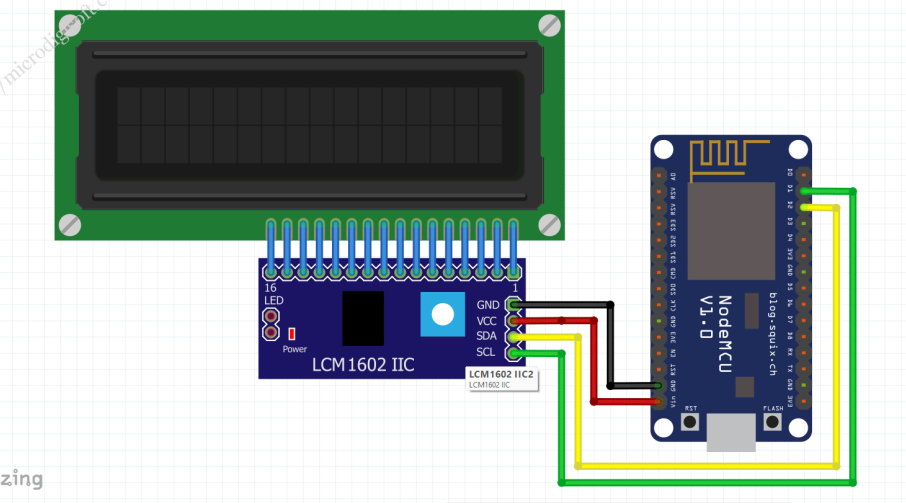 /microdigisoft.c
16
LED
Power
LCM1602 IIC
1
GND
VCC
SDA
SCL
LCM1602 IIC2
LCM1602 IIC
A0
RSV
RSV
SD3
SD2
SD1
CMD
SD0
CLK
GND
3V3
EN
RST
GND
Vin
NodeMCU
V1.0
blog.squix.ch
D0
D1
D2
D3
D4
3V3
GND
D5
D6
D7
D8
RX
TX
GND
3V3
RST
FLASH
zing